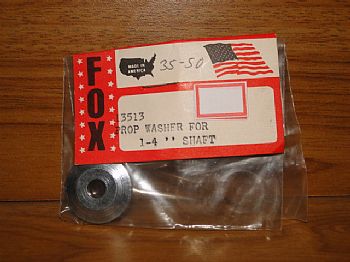 FOX
MADE IN
AMERICA
35-50
3513
PROP WASHER FOR
1-4 '' SHAFT